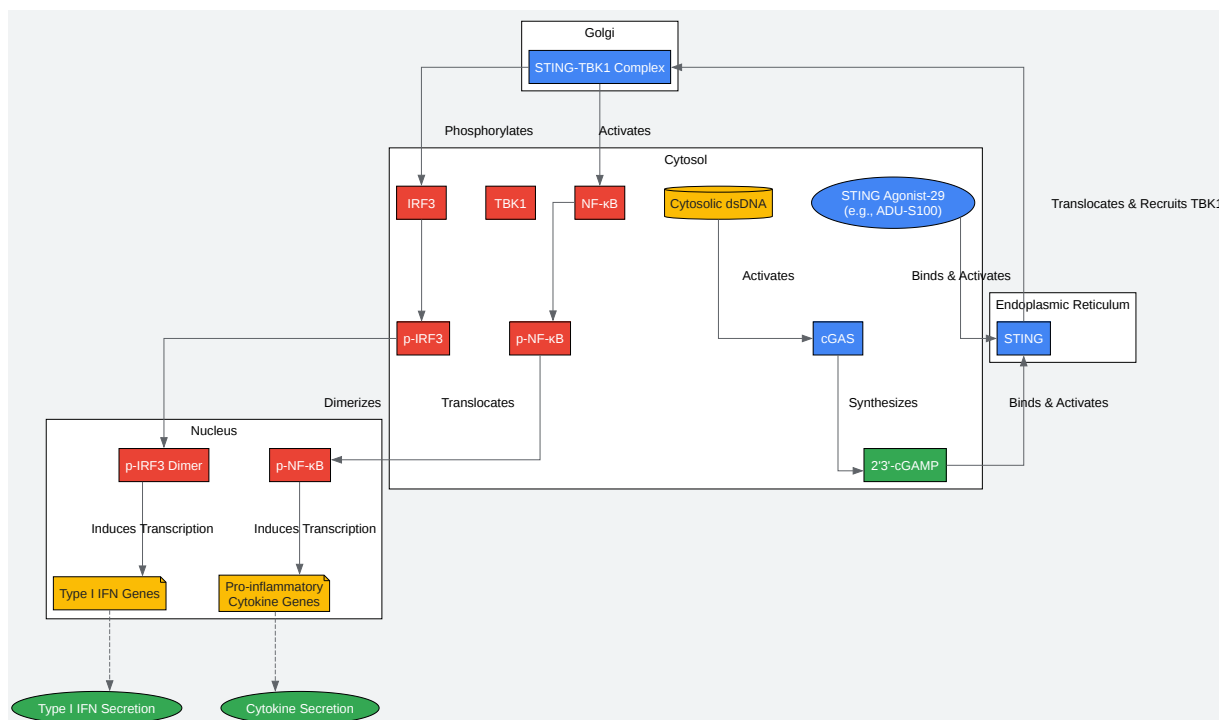 Golgi
STING-TBK1 Complex
Phosphorylates
Activates
Cytosol
IRF3
TBK1
NF-κB
Cytosolic dsDNA
STING Agonist-29
(e.g., ADU-S100)
Translocates & Recruits TBK1
Activates
Binds & Activates
Endoplasmic Reticulum
p-IRF3
p-NF-κB
cGAS
STING
Dimerizes
Translocates
Synthesizes
Binds & Activates
Nucleus
p-IRF3 Dimer
p-NF-κB
2'3'-cGAMP
Induces Transcription
Induces Transcription
Type I IFN Genes
Pro-inflammatory
Cytokine Genes
Type I IFN Secretion
Cytokine Secretion